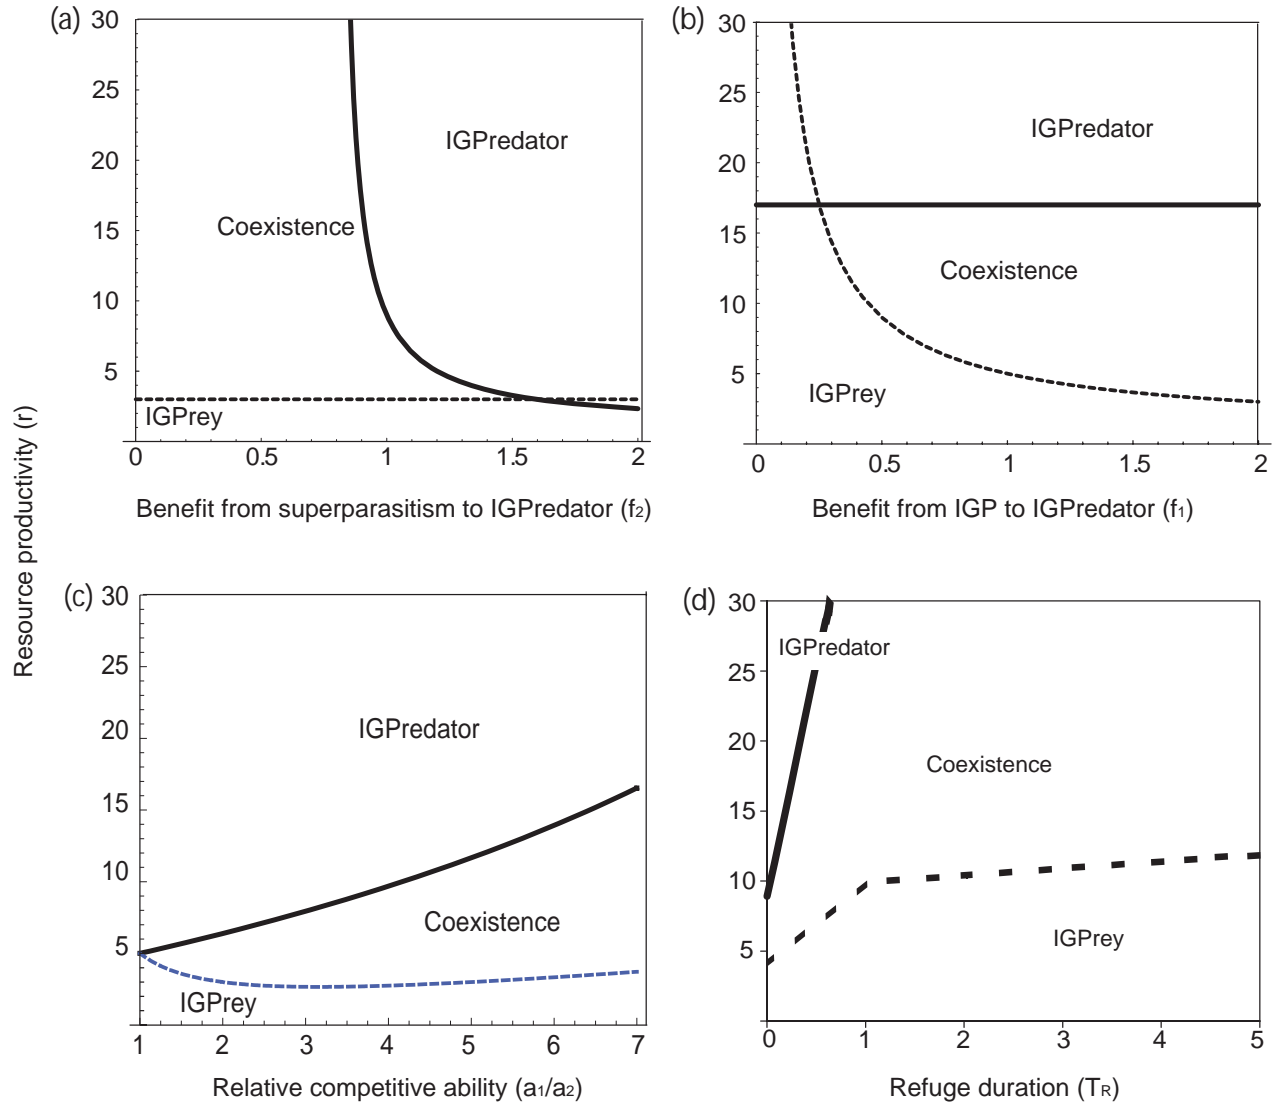 Resource productivity (r)
(a)
30
25
20
15
10
5
0
0.5
1
1.5
2
IGPredator
Coexistence
IGPrey
Benefit from superparasitism to IGPredator (f2)
(b)
30
25
20
15
10
5
0
0.5
1
1.5
2
IGPredator
Coexistence
IGPrey
Benefit from IGP to IGPredator (f1)
(c)
30
25
20
15
10
5
1
2
3
4
5
6
7
IGPredator
Coexistence
IGPrey
Relative competitive ability (a1/a2)
(d)
30
25
20
15
10
5
0
1
2
3
4
5
IGPredator
Coexistence
IGPrey
Refuge duration (TR)